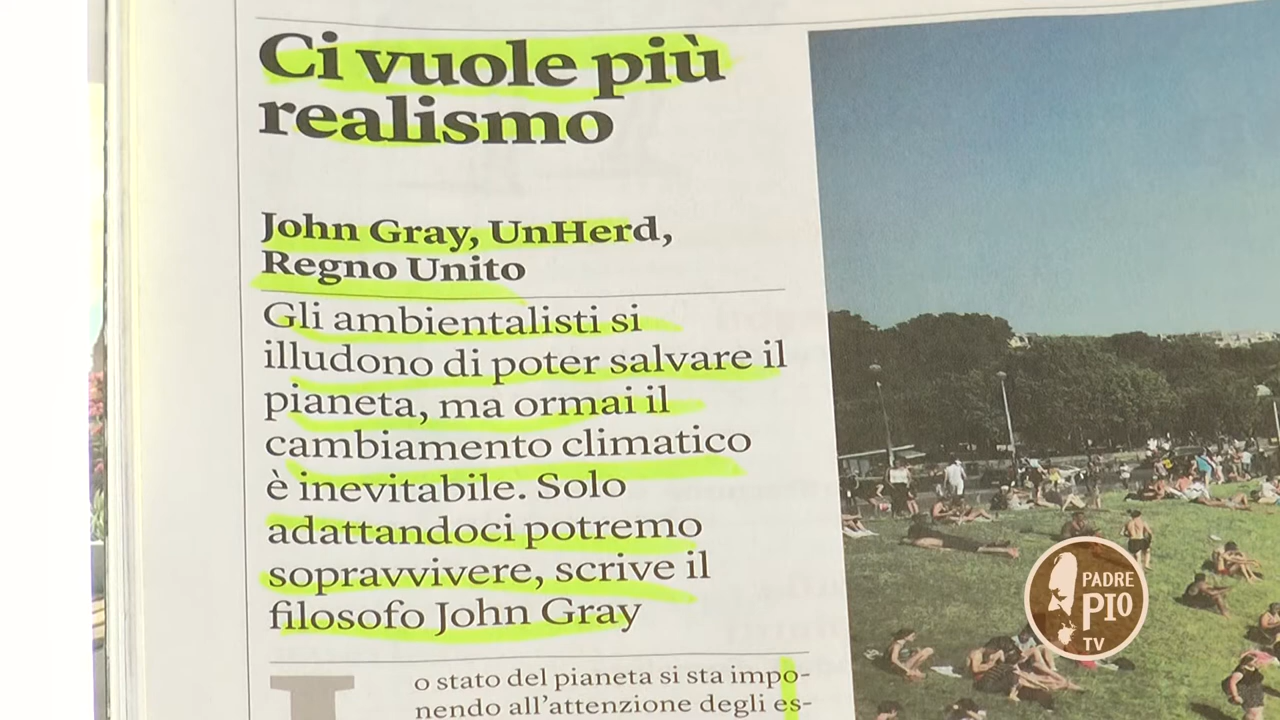 Ci vuole più
realismo
John Gray, UnHerd,
Regno Unito
Gli ambientalisti si
illudono di poter salvare il
pianeta, ma ormai il
cambiamento climatico
è inevitabile. Solo
adattandoci potremo
sopravvivere, scrive il
filosofo John Gray
o stato del pianeta si sta impo-
nendo all'attenzione degli es-
PADRE
PIO
TV